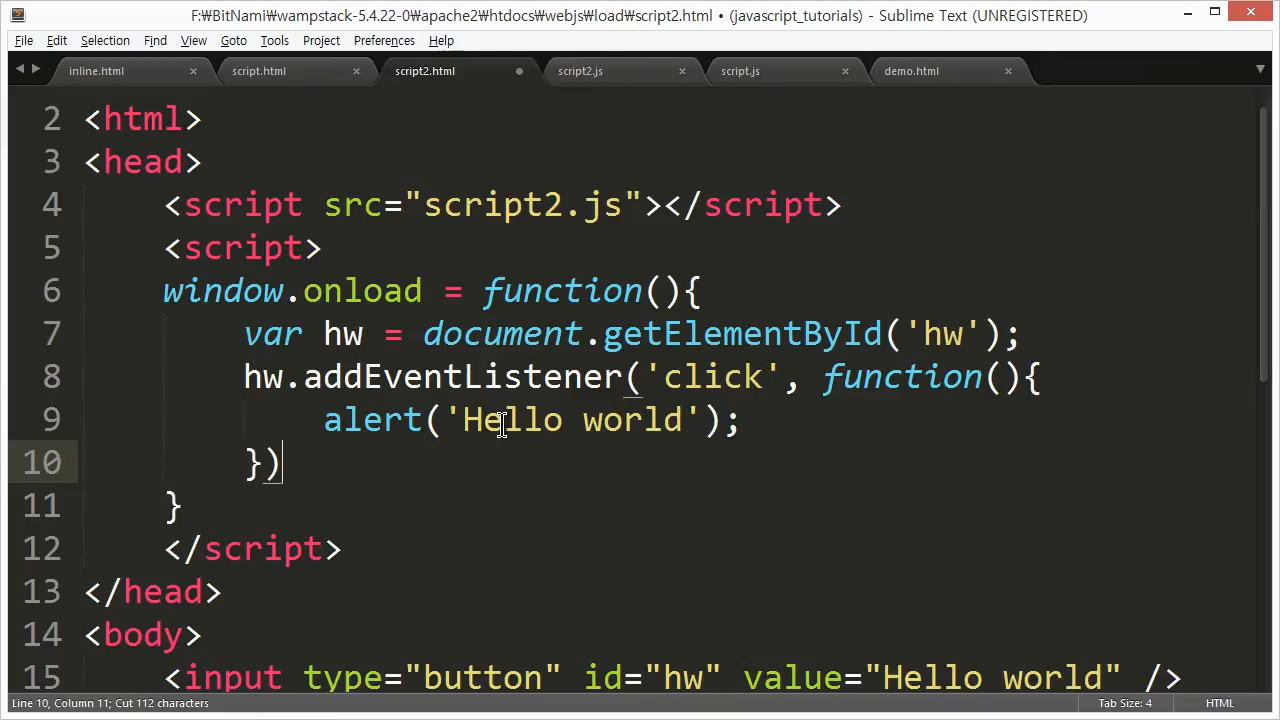 F:₩BitNami₩wampstack-5.4.22-0₩apache2₩htdocs₩webjs₩load₩script2.html • (javascript_tutorials) - Sublime Text (UNREGISTERED)
File Edit Selection Find View Goto Tools Project Preferences Help
inline.html script.html script2.html script2.js script.js demo.html
2 <html>
3 <head>
4 <script src="script2.js"></script>
5 <script>
6 window.onload = function(){
7 var hw = document.getElementById('hw');
8 hw.addEventListener('click', function(){
9 alert('Hello world');
10 })
11 }
12 </script>
13 </head>
14 <body>
15 <input type="button" id="hw" value="Hello world" />
Line 10, Column 11; Cut 112 characters Tab Size: 4 HTML